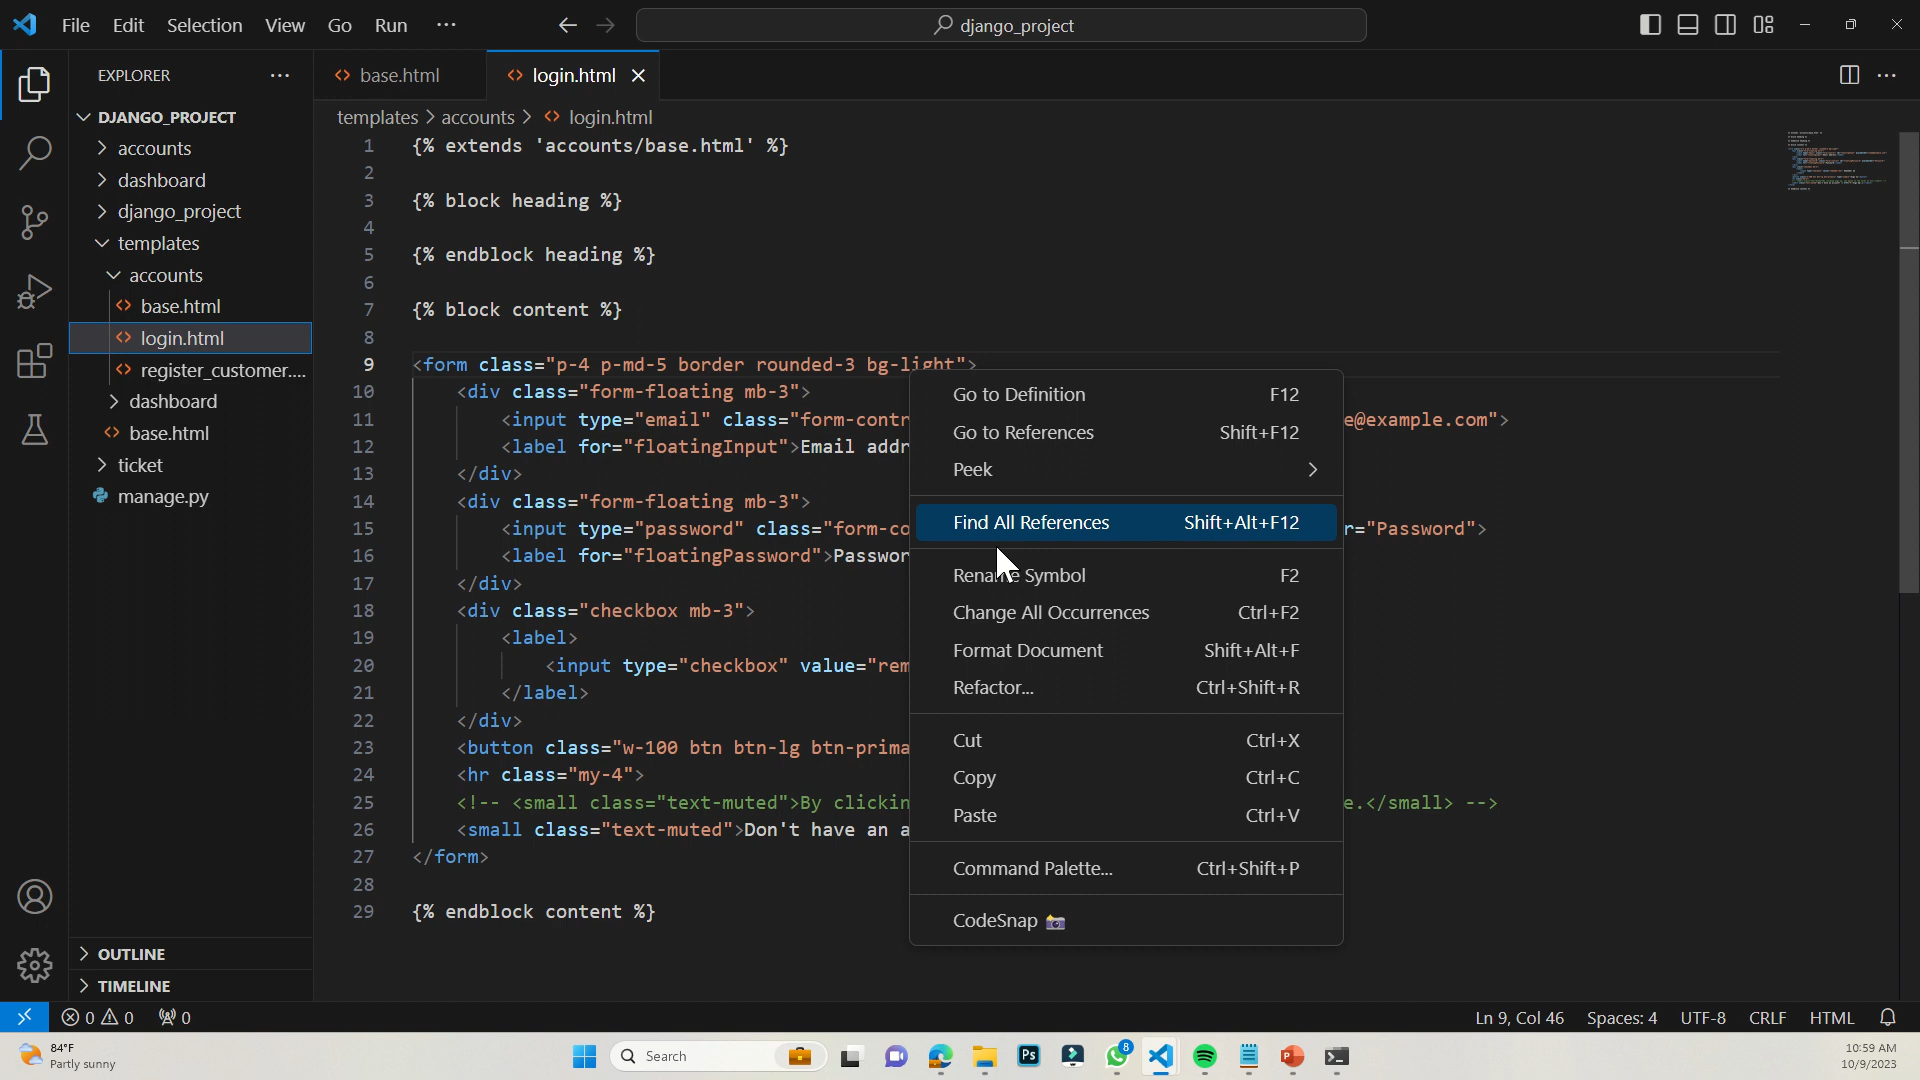 File Edit Selection View Go Run ···
django_project
EXPLORER ···
DJANGO_PROJECT
accounts
dashboard
django_project
templates
accounts
base.html
login.html
register_customer....
dashboard
base.html
ticket
manage.py
OUTLINE
TIMELINE
base.html
login.html
templates > accounts > login.html
1 {% extends 'accounts/base.html' %}
2
3 {% block heading %}
4
5 {% endblock heading %}
6
7 {% block content %}
8
9 <form class="p-4 p-md-5 border rounded-3 bg-light">
10 <div class="form-floating mb-3">
11 <input type="email" class="form-contr e@example.com">
12 <label for="floatingInput">Email addr
13 </div>
14 <div class="form-floating mb-3">
15 <input type="password" class="form-co r="Password">
16 <label for="floatingPassword">Passwor
17 </div>
18 <div class="checkbox mb-3">
19 <label>
20 <input type="checkbox" value="rem
21 </label>
22 </div>
23 <button class="w-100 btn btn-lg btn-prima
24 <hr class="my-4">
25 <!-- <small class="text-muted">By clickin e.</small> -->
26 <small class="text-muted">Don't have an a
27 </form>
28
29 {% endblock content %}
Go to Definition F12
Go to References Shift+F12
Peek
Find All References Shift+Alt+F12
Rename Symbol F2
Change All Occurrences Ctrl+F2
Format Document Shift+Alt+F
Refactor... Ctrl+Shift+R
Cut Ctrl+X
Copy Ctrl+C
Paste Ctrl+V
Command Palette... Ctrl+Shift+P
CodeSnap 📸
0 0 0
Ln 9, Col 46 Spaces: 4 UTF-8 CRLF HTML
84°F
Partly sunny
Search
Ps
8
10:59 AM
10/9/2023